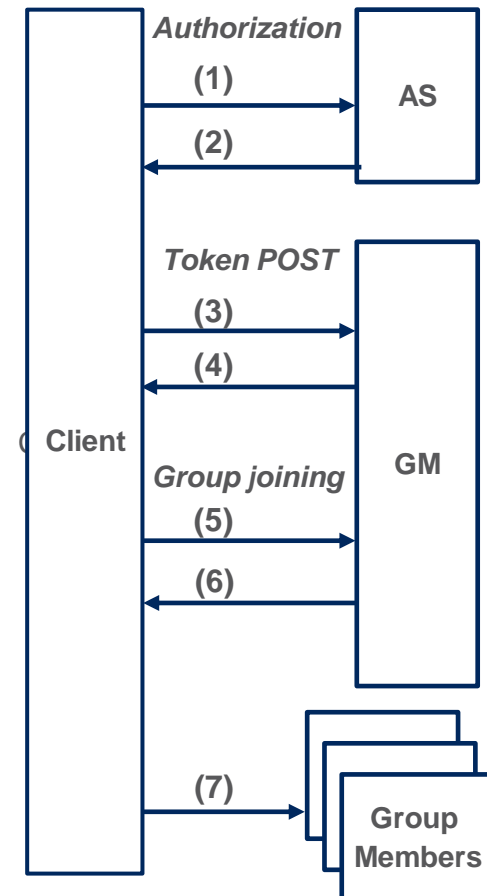 Authorization
(1)
AS
(2)
Token POST
(3)
(4)
Client
GM
Group joining
(5)
(6)
(7)
Group
Members